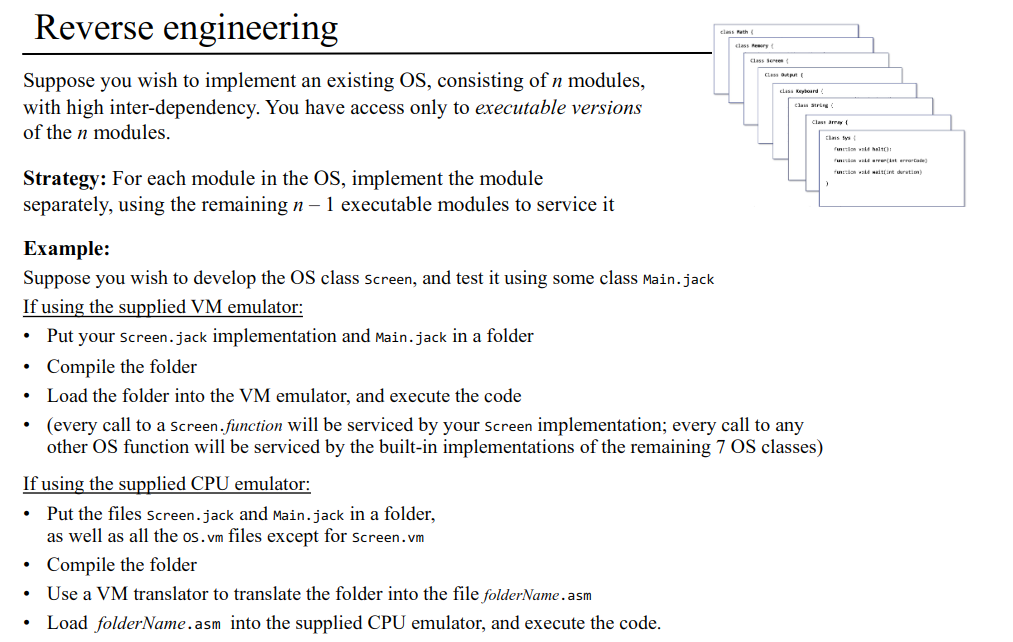 Reverse engineering
Suppose you wish to implement an existing OS, consisting of n modules,
with high inter-dependency. You have access only to executable versions
of the n modules.
Strategy: For each module in the OS, implement the module
separately, using the remaining n – 1 executable modules to service it
Example:
Suppose you wish to develop the OS class Screen, and test it using some class Main.jack
If using the supplied VM emulator:
• Put your Screen.jack implementation and Main.jack in a folder
• Compile the folder
• Load the folder into the VM emulator, and execute the code
• (every call to a Screen.function will be serviced by your Screen implementation; every call to any
other OS function will be serviced by the built-in implementations of the remaining 7 OS classes)
If using the supplied CPU emulator:
• Put the files Screen.jack and Main.jack in a folder,
as well as all the OS.vm files except for Screen.vm
• Compile the folder
• Use a VM translator to translate the folder into the file folderName.asm
• Load folderName.asm into the supplied CPU emulator, and execute the code.
class Math {
class Memory {
Class Screen {
Class Output {
Class Keyboard {
Class String {
Class Array {
Class Sys {
function void halt():
function void error(int errorCode)
function void wait(int duration)
}